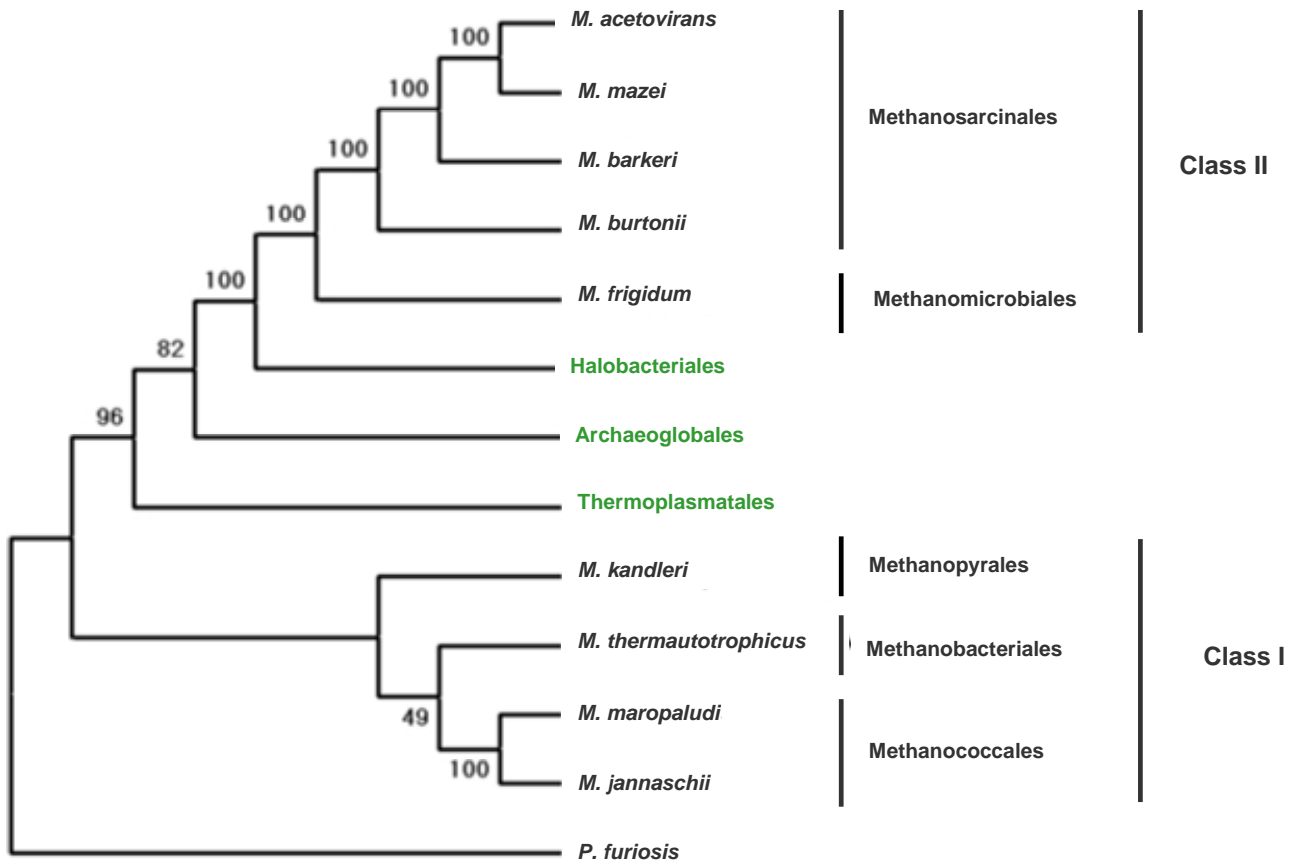 M. acetovirans
100
M. mazei
100
Methanosarcinales
M. barkeri
100
Class II
M. burtonii
100
M. frigidum
Methanomicrobiales
100
Halobacteriales
82
Archaeoglobales
96
Thermoplasmatales
M. kandleri
Methanopyrales
M. thermautotrophicus
Methanobacteriales
Class I
M. maropaludi
49
Methanococcales
M. jannaschii
100
P. furiosis